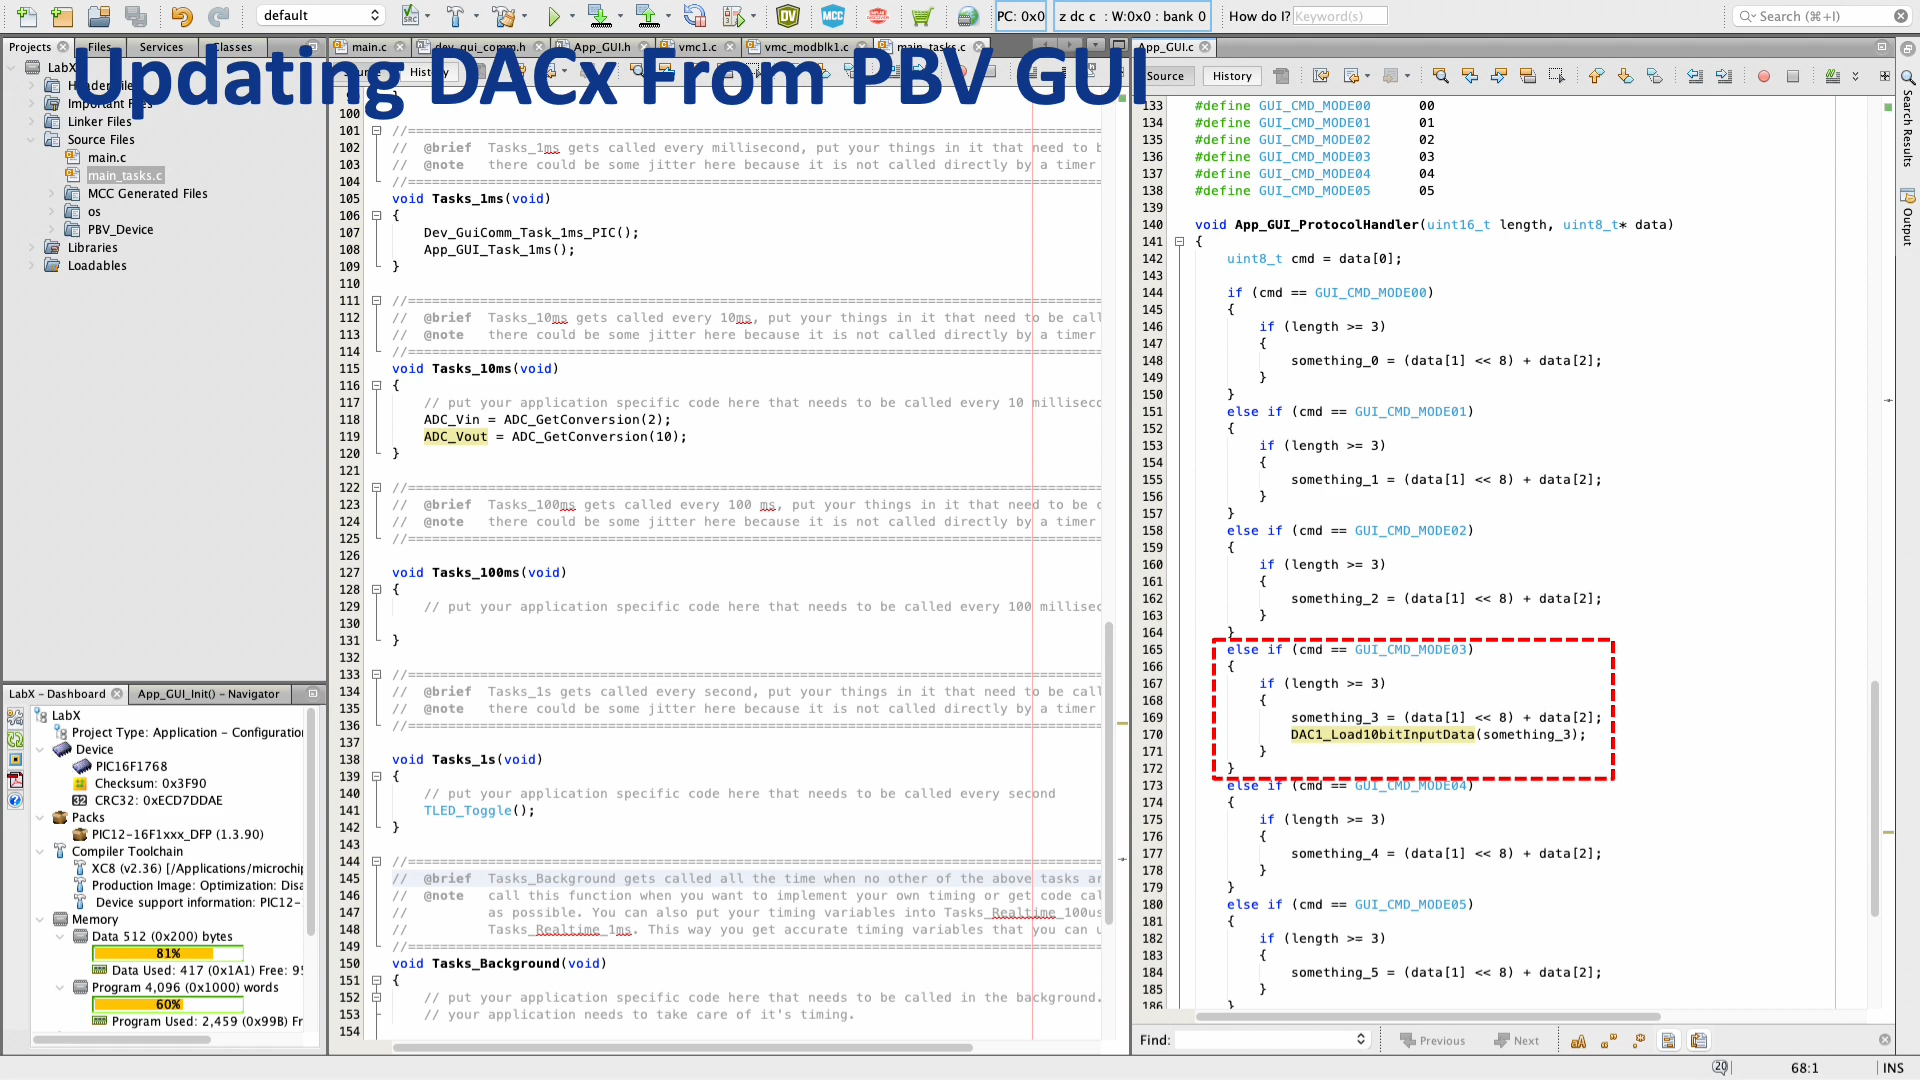 default
PC: 0x0
z dc c : W:0x0 : bank 0
How do I?
Keyword(s)
Search (⌘+I)
Updating DACx From PBV GUI
Projects
Files
Services
Classes
LabX
Header Files
Important Files
Linker Files
Source Files
main.c
main_tasks.c
MCC Generated Files
os
PBV_Device
Libraries
Loadables
LabX - Dashboard
App_GUI_Init() - Navigator
LabX
Project Type: Application - Configuration
Device
PIC16F1768
Checksum: 0x3F90
CRC32: 0xECD7DDAE
Packs
PIC12-16F1xxx_DFP (1.3.90)
Compiler Toolchain
XC8 (v2.36) [/Applications/microchip
Production Image: Optimization: Disa
Device support information: PIC12-
Memory
Data 512 (0x200) bytes
81%
Data Used: 417 (0x1A1) Free: 95
Program 4,096 (0x1000) words
60%
Program Used: 2,459 (0x99B) Fr
main.c
dev_gui_comm.h
App_GUI.h
vmc1.c
vmc_modblk1.c
main_tasks.c
Source
History
100
101 //==========
102 // @brief Tasks_1ms gets called every millisecond, put your things in it that need to b
103 // @note there could be some jitter here because it is not called directly by a timer
104 //==========
105 void Tasks_1ms(void)
106 {
107 Dev_GuiComm_Task_1ms_PIC();
108 App_GUI_Task_1ms();
109 }
110
111 //==========
112 // @brief Tasks_10ms gets called every 10ms, put your things in it that need to be call
113 // @note there could be some jitter here because it is not called directly by a timer
114 //==========
115 void Tasks_10ms(void)
116 {
117 // put your application specific code here that needs to be called every 10 millisec
118 ADC_Vin = ADC_GetConversion(2);
119 ADC_Vout = ADC_GetConversion(10);
120 }
121
122 //==========
123 // @brief Tasks_100ms gets called every 100 ms, put your things in it that need to be c
124 // @note there could be some jitter here because it is not called directly by a timer
125 //==========
126
127 void Tasks_100ms(void)
128 {
129 // put your application specific code here that needs to be called every 100 millisec
130
131 }
132
133 //==========
134 // @brief Tasks_1s gets called every second, put your things in it that need to be call
135 // @note there could be some jitter here because it is not called directly by a timer
136 //==========
137
138 void Tasks_1s(void)
139 {
140 // put your application specific code here that needs to be called every second
141 TLED_Toggle();
142 }
143
144 //==========
145 // @brief Tasks_Background gets called all the time when no other of the above tasks ar
146 // @note call this function when you want to implement your own timing or get code cal
147 // as possible. You can also put your timing variables into Tasks_Realtime_100us
148 // Tasks_Realtime_1ms. This way you get accurate timing variables that you can u
149 //==========
150 void Tasks_Background(void)
151 {
152 // put your application specific code here that needs to be called in the background.
153 // your application needs to take care of it's timing.
154
App_GUI.c
Source
History
133 #define GUI_CMD_MODE00 00
134 #define GUI_CMD_MODE01 01
135 #define GUI_CMD_MODE02 02
136 #define GUI_CMD_MODE03 03
137 #define GUI_CMD_MODE04 04
138 #define GUI_CMD_MODE05 05
139
140 void App_GUI_ProtocolHandler(uint16_t length, uint8_t* data)
141 {
142 uint8_t cmd = data[0];
143
144 if (cmd == GUI_CMD_MODE00)
145 {
146 if (length >= 3)
147 {
148 something_0 = (data[1] << 8) + data[2];
149 }
150 }
151 else if (cmd == GUI_CMD_MODE01)
152 {
153 if (length >= 3)
154 {
155 something_1 = (data[1] << 8) + data[2];
156 }
157 }
158 else if (cmd == GUI_CMD_MODE02)
159 {
160 if (length >= 3)
161 {
162 something_2 = (data[1] << 8) + data[2];
163 }
164 }
165 else if (cmd == GUI_CMD_MODE03)
166 {
167 if (length >= 3)
168 {
169 something_3 = (data[1] << 8) + data[2];
170 DAC1_Load10bitInputData(something_3);
171 }
172 }
173 else if (cmd == GUI_CMD_MODE04)
174 {
175
176 if (length >= 3)
176 {
177 something_4 = (data[1] << 8) + data[2];
178 }
179 }
180 else if (cmd == GUI_CMD_MODE05)
181 {
182 if (length >= 3)
183 {
184 something_5 = (data[1] << 8) + data[2];
185 }
186 }
Find:
Previous
Next
Search Results
Output
68:1
INS